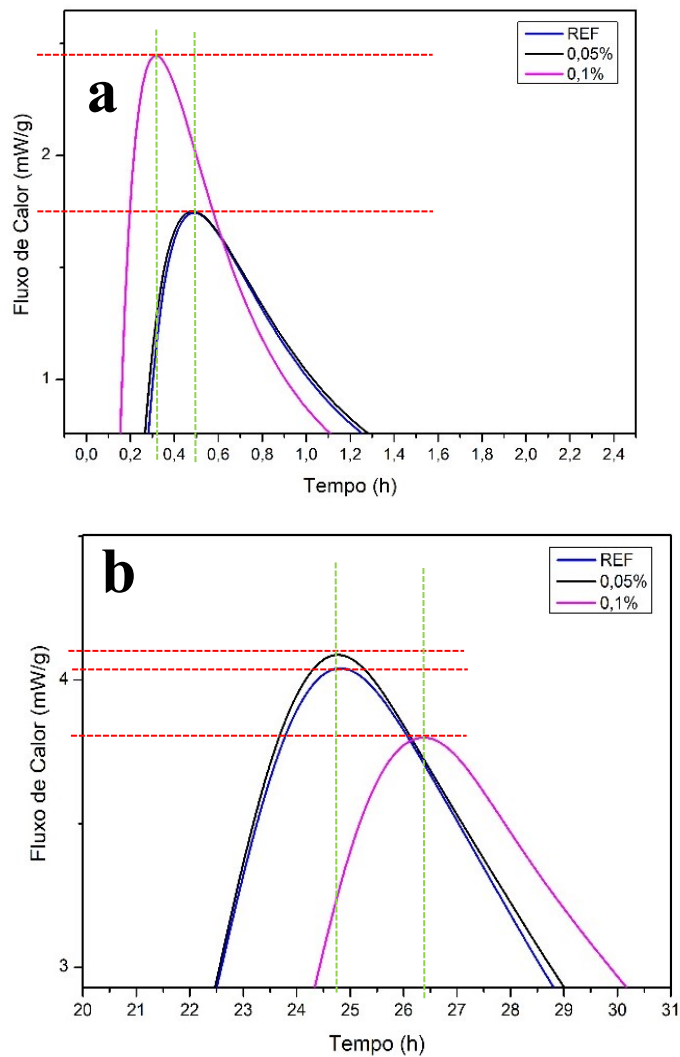 a
REF
0,05%
0,1%
Fluxo de Calor (mW/g)
2
1
0,0 0,2 0,4 0,6 0,8 1,0 1,2 1,4 1,6 1,8 2,0 2,2 2,4
Tempo (h)
b
REF
0,05%
0,1%
Fluxo de Calor (mW/g)
4
3
20 21 22 23 24 25 26 27 28 29 30 31
Tempo (h)